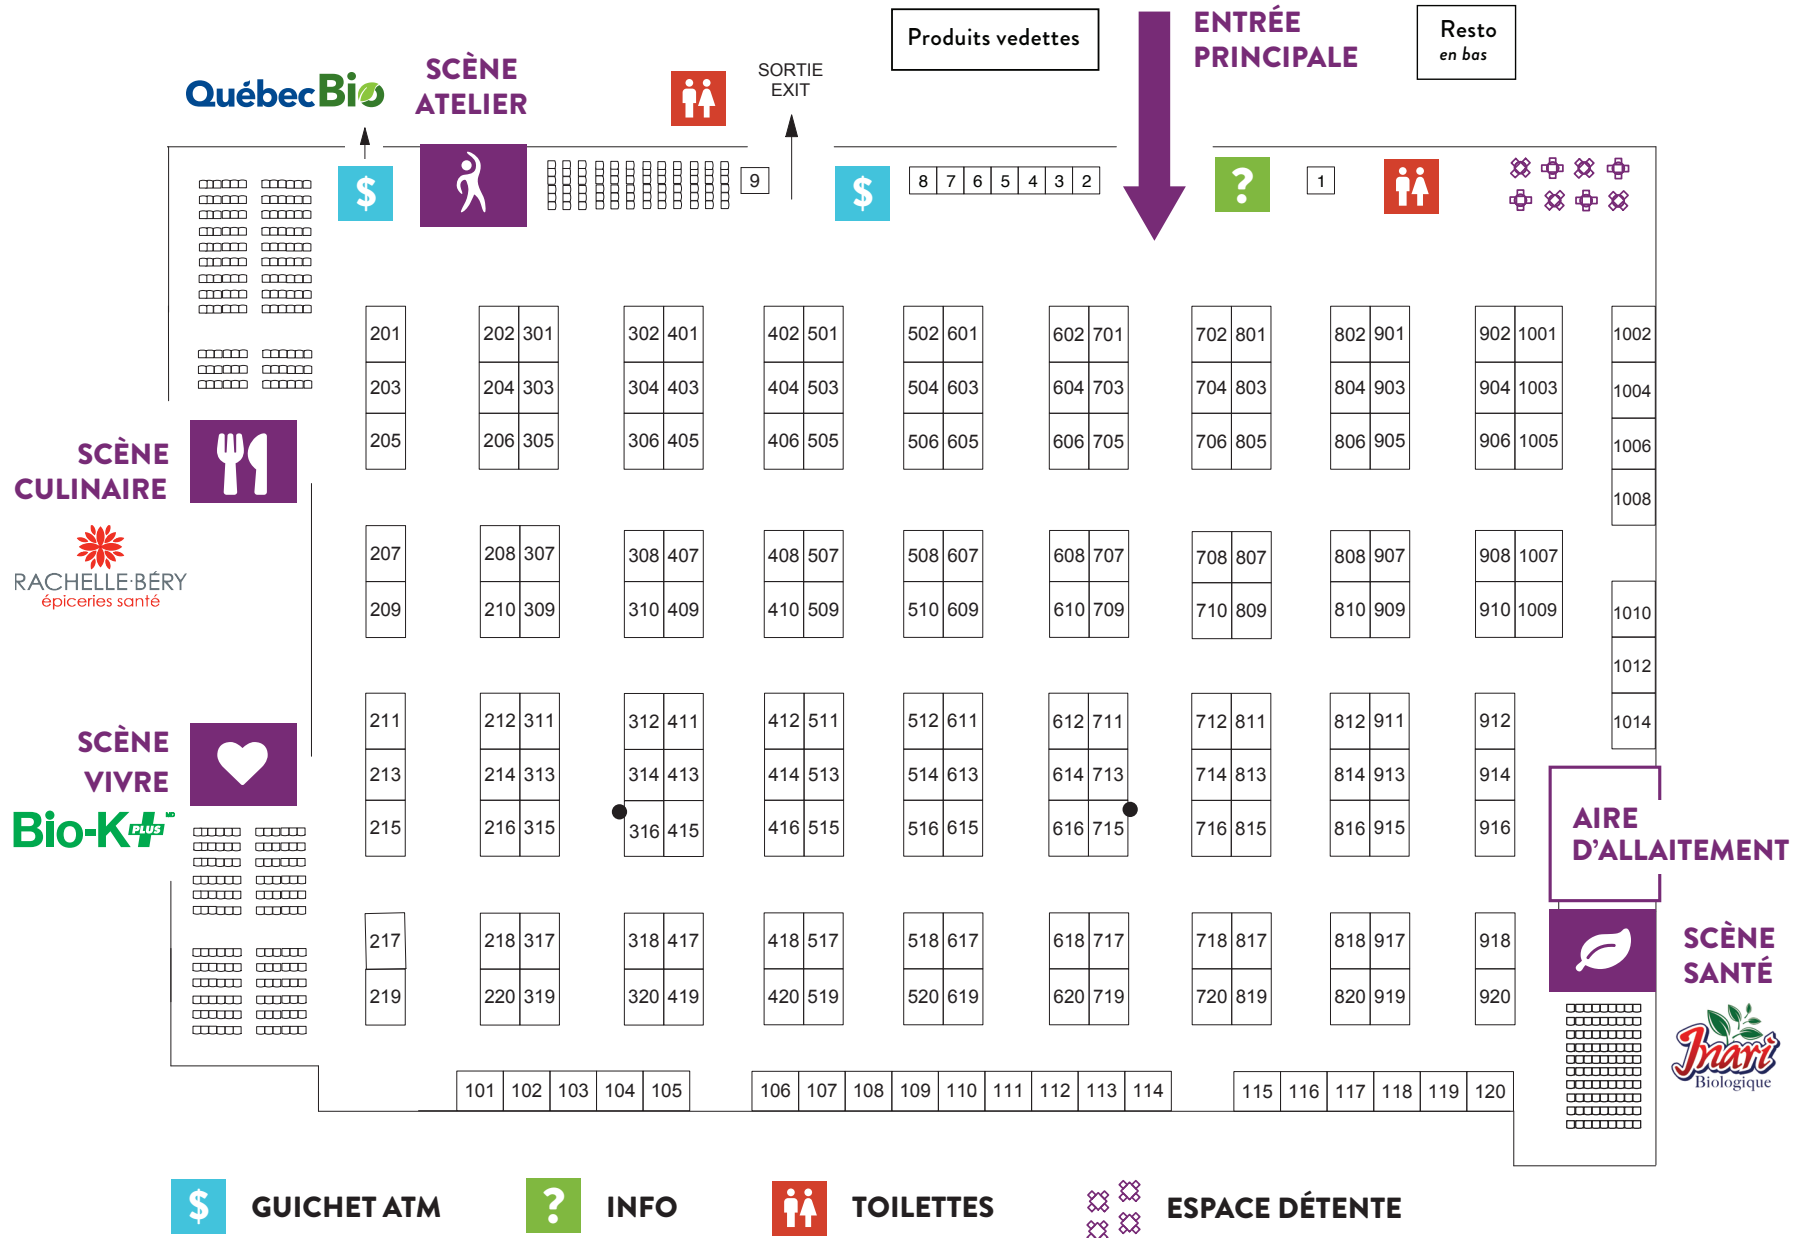 Produits vedettes
ENTRÉE
PRINCIPALE
Resto
en bas
QuébecBio
SCÈNE
ATELIER
SORTIE
EXIT
$
9
$
8 7 6 5 4 3 2
?
1
201 202 301 302 401 402 501 502 601 602 701 702 801 802 901 902 1001 1002
203 204 303 304 403 404 503 504 603 604 703 704 803 804 903 904 1003 1004
205 206 305 306 405 406 505 506 605 606 705 706 805 806 905 906 1005 1006
1008
SCÈNE
CULINAIRE
RACHELLE·BÉRY
épiceries santé
207 208 307 308 407 408 507 508 607 608 707 708 807 808 907 908 1007
209 210 309 310 409 410 509 510 609 610 709 710 809 810 909 910 1009 1010
1012
211 212 311 312 411 412 511 512 611 612 711 712 811 812 911 912 1014
213 214 313 314 413 414 513 514 613 614 713 714 813 814 913 914
215 216 315 316 415 416 515 516 615 616 715 716 815 816 915 916
SCÈNE
VIVRE
Bio-K+ PLUS MD
AIRE
D'ALLAITEMENT
217 218 317 318 417 418 517 518 617 618 717 718 817 818 917 918
219 220 319 320 419 420 519 520 619 620 719 720 819 820 919 920
SCÈNE
SANTÉ
Inari
Biologique
101 102 103 104 105 106 107 108 109 110 111 112 113 114 115 116 117 118 119 120
$ GUICHET ATM ? INFO TOILETTES ESPACE DÉTENTE